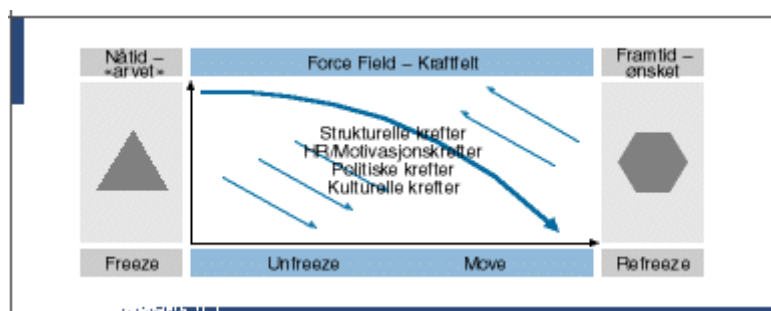 Nåtid –
«arvet»
Force Field – Kraftfelt
Framtid –
ønsket
Strukturelle krefter
HR/Motivasjonskrefter
Politiske krefter
Kulturelle krefter
Freeze
Unfreeze
Move
Refreeze